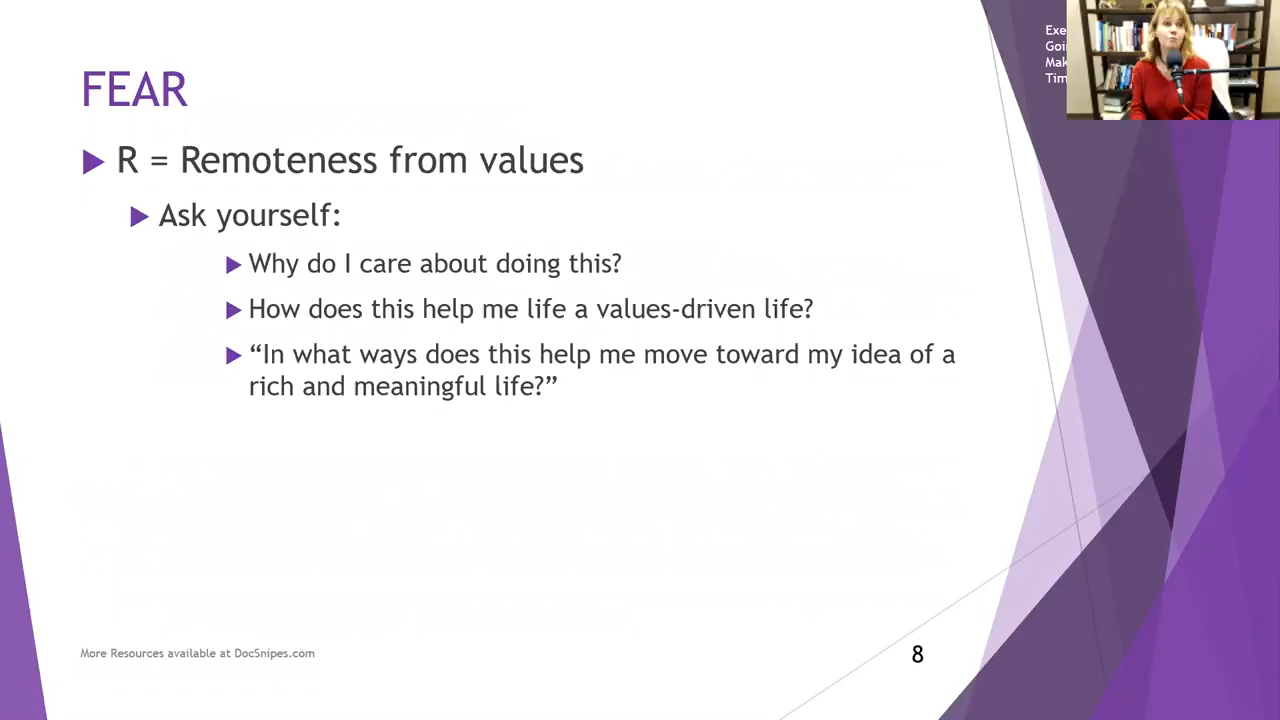 FEAR
R = Remoteness from values
Ask yourself:
Why do I care about doing this?
How does this help me life a values-driven life?
“In what ways does this help me move toward my idea of a
rich and meaningful life?”
More Resources available at DocSnipes.com
8